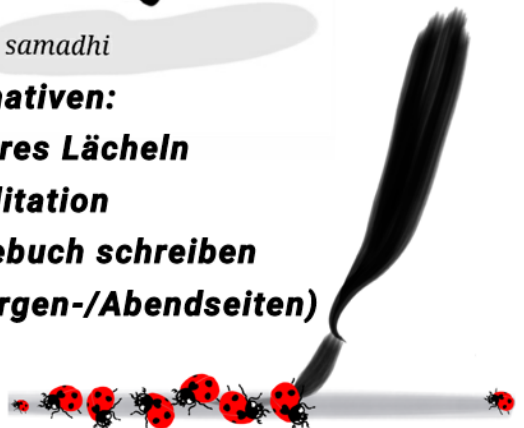 samadhi
nativen:
res Lächeln
litation
ebuch schreiben
rgen-/Abendseiten)